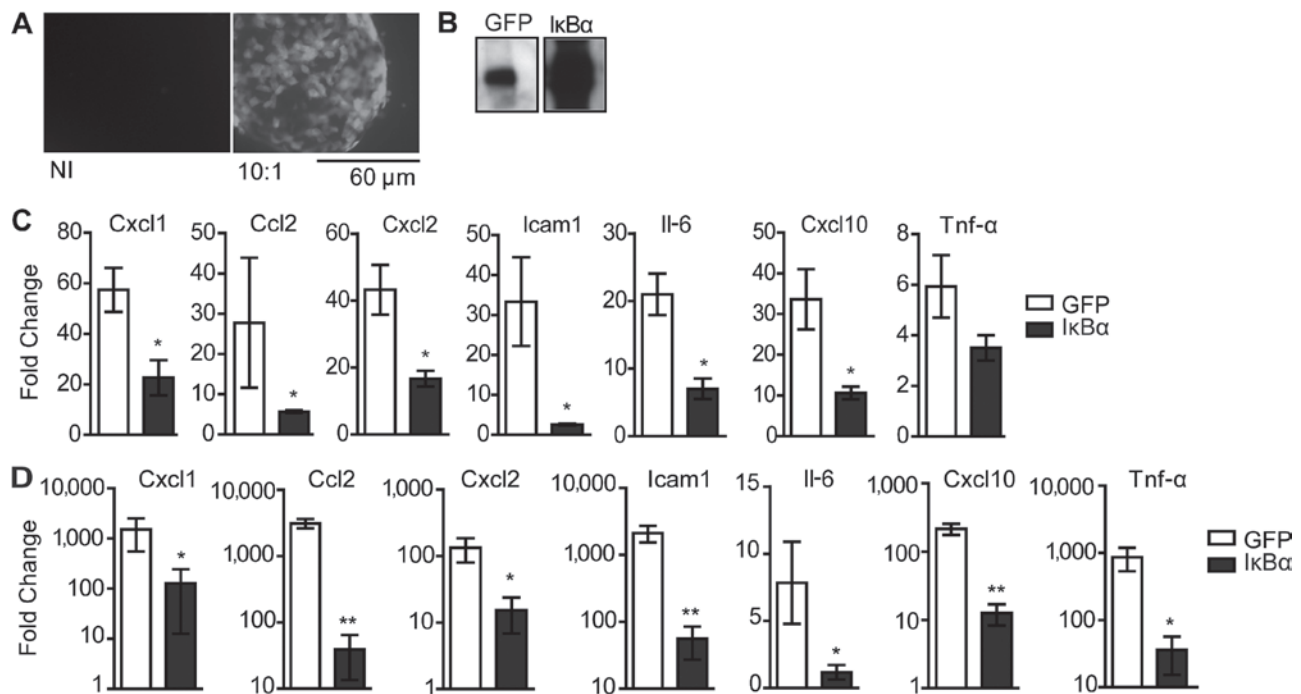 A
B
GFP IκBα
NI 10:1 60 µm
C
Cxcl1 Ccl2 Cxcl2 Icam1 Il-6 Cxcl10 Tnf-α
Fold Change
80 60 40 20 0
50 40 30 20 10 0
60 40 20 0
50 40 30 20 10 0
30 20 10 0
50 40 30 20 10 0
8 6 4 2 0
* * * * * *
GFP
IκBα
D
Cxcl1 Ccl2 Cxcl2 Icam1 Il-6 Cxcl10 Tnf-α
Fold Change
10,000 1,000 100 10 1
10,000 1,000 100 10
1,000 100 10 1
10,000 1,000 100 10
15 10 5 0
1,000 100 10 1
10,000 1,000 100 10
* ** * ** * ** *
GFP
IκBα